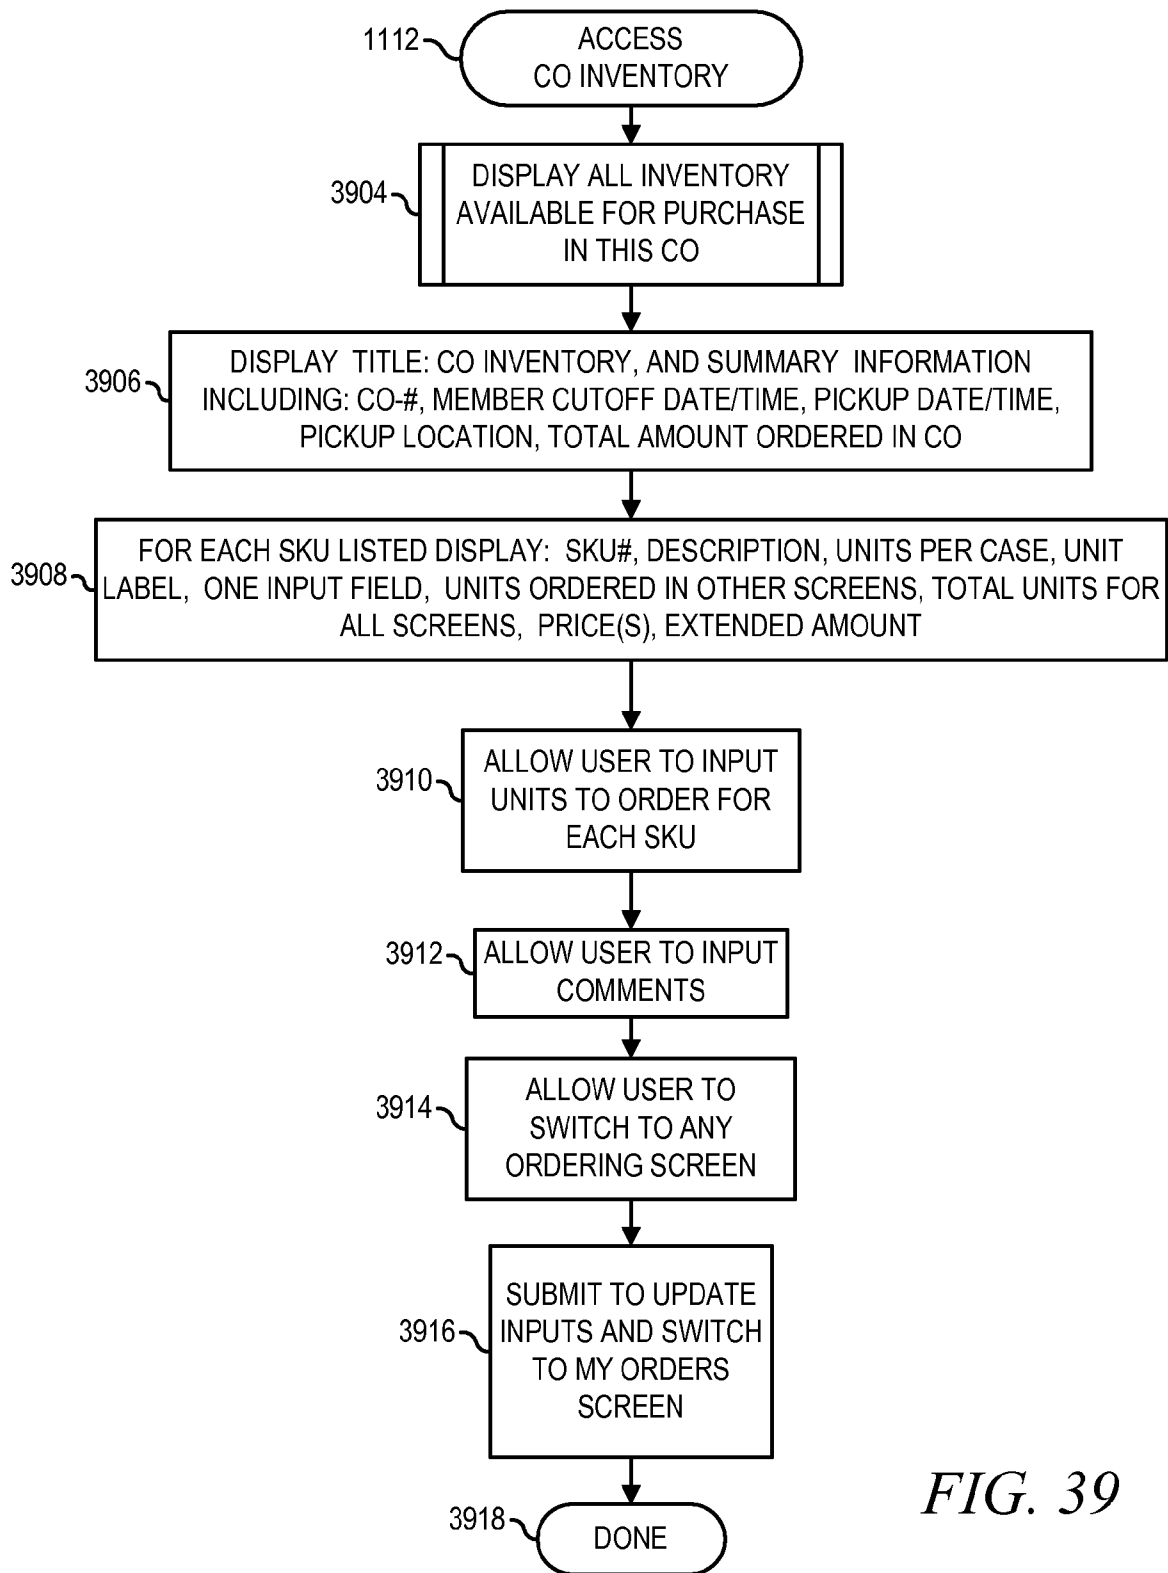 1112
ACCESS
CO INVENTORY
3904
DISPLAY ALL INVENTORY
AVAILABLE FOR PURCHASE
IN THIS CO
3906
DISPLAY TITLE: CO INVENTORY, AND SUMMARY INFORMATION
INCLUDING: CO-#, MEMBER CUTOFF DATE/TIME, PICKUP DATE/TIME,
PICKUP LOCATION, TOTAL AMOUNT ORDERED IN CO
3908
FOR EACH SKU LISTED DISPLAY: SKU#, DESCRIPTION, UNITS PER CASE, UNIT
LABEL, ONE INPUT FIELD, UNITS ORDERED IN OTHER SCREENS, TOTAL UNITS FOR
ALL SCREENS, PRICE(S), EXTENDED AMOUNT
3910
ALLOW USER TO INPUT
UNITS TO ORDER FOR
EACH SKU
3912
ALLOW USER TO INPUT
COMMENTS
3914
ALLOW USER TO
SWITCH TO ANY
ORDERING SCREEN
3916
SUBMIT TO UPDATE
INPUTS AND SWITCH
TO MY ORDERS
SCREEN
3918
DONE
FIG. 39